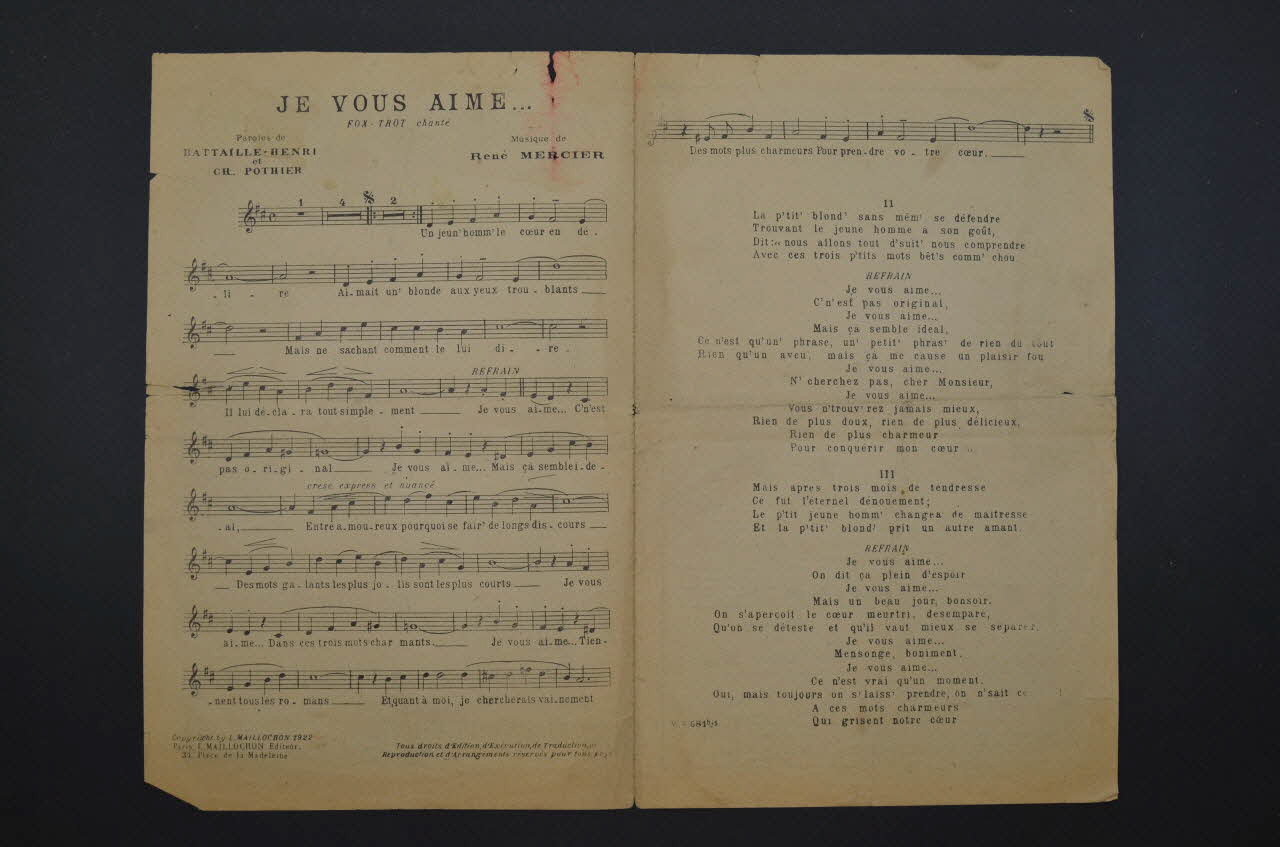 JE VOUS AIME...
FOX-TROT chanté
Paroles de
BATTAILLE-HENRI
et
CH. POTHIER
Musique de
René MERCIER
1 4 2
Un jeun' homm' le cœur en dé-
-li-re Ai-mait un' blonde aux yeux trou-blants
Mais ne sachant comment le lui di-re.
REFRAIN
Il lui dé-cla-ra tout simple-ment Je vous ai-me... C'n'est
pas o-ri-gi-nal Je vous ai-me... Mais ça semble i-dé-
cresc express et nuancé
-al, Entre a-mou-reux pourquoi se fair' de longs dis-cours
Des mots ga-lants les plus jo-lis sont les plus courts Je vous
ai-me... Dans ces trois mots char mants. Je vous ai-me... Tien-
-nent tous les ro-mans Et quant à moi, je chercherais vai-nement
Copyright by L. MAILLOCHON 1922
Paris, L. MAILLOCHON Editeur.
Place de la Madeleine
Tous droits d'Edition, d'Exécution, de Traduction,
Reproduction et d'Arrangements réservés pour tous pays
Des mots plus charmeurs Pour pren-dre vo-tre cœur.
II
La p'tit' blond' sans mêm' se défendre
Trouvant le jeune homme à son goût,
Dit: nous allons tout d'suit' nous comprendre
Avec ces trois p'tits mots bêt's comm' chou
REFRAIN
Je vous aime...
C'n'est pas original,
Je vous aime...
Mais ça semble idéal,
Ce n'est qu'un' phrase, un' petit' phras' de rien du tout
Rien qu'un aveu, mais ça me cause un plaisir fou
Je vous aime...
N' cherchez pas, cher Monsieur,
Je vous aime...
Vous n'trouv'rez jamais mieux,
Rien de plus doux, rien de plus délicieux,
Rien de plus charmeur
Pour conquérir mon cœur ..
III
Mais après trois mois de tendresse
Ce fut l'éternel dénouement;
Le p'tit jeune homm' changea de maîtresse
Et la p'tit' blond' prit un autre amant.
REFRAIN
Je vous aime...
On dit ça plein d'espoir
Je vous aime...
Mais un beau jour, bonsoir.
On s'aperçoit le cœur meurtri, désemparé,
Qu'on se déteste et qu'il vaut mieux se séparer.
Je vous aime...
Mensonge, boniment,
Je vous aime...
Ce n'est vrai qu'un moment.
Oui, mais toujours on s'laiss' prendre, on n'sait
A ces mots charmeurs
Qui grisent notre cœur
681bis